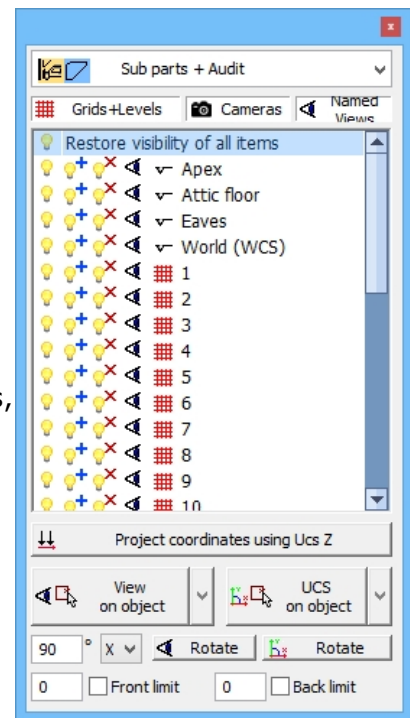 x
Sub parts + Audit
Grids+Levels Cameras Named Views
Restore visibility of all items
Apex
Attic floor
Eaves
World (WCS)
1
2
3
4
5
s,
6
7
8
9
10
Project coordinates using Ucs Z
View on object UCS on object
90 ° X Rotate Rotate
0 Front limit 0 Back limit